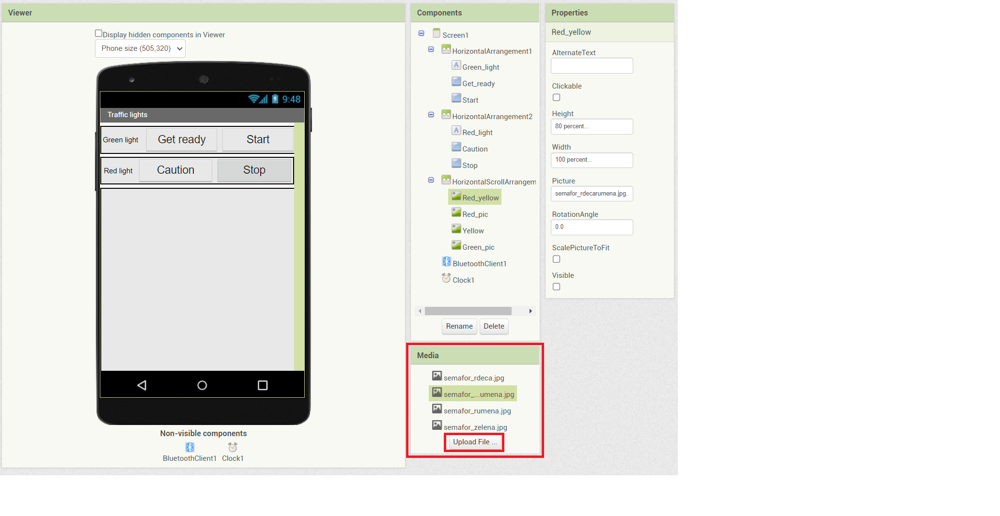 Viewer
Display hidden components in Viewer
Phone size (505,320)
9:48
Traffic lights
Green light
Get ready
Start
Red light
Caution
Stop
Non-visible components
BluetoothClient1
Clock1
Components
Screen1
HorizontalArrangement1
A
Green_light
Get_ready
Start
HorizontalArrangement2
A
Red_light
Caution
Stop
HorizontalScrollArrangem
Red_yellow
Red_pic
Yellow
Green_pic
BluetoothClient1
Clock1
Rename
Delete
Media
semafor_rdeca.jpg
semafor_...umena.jpg
semafor_rumena.jpg
semafor_zelena.jpg
Upload File ...
Properties
Red_yellow
AlternateText
Clickable
Height
80 percent...
Width
100 percent...
Picture
semafor_rdecarumena.jpg..
RotationAngle
0.0
ScalePictureToFit
Visible